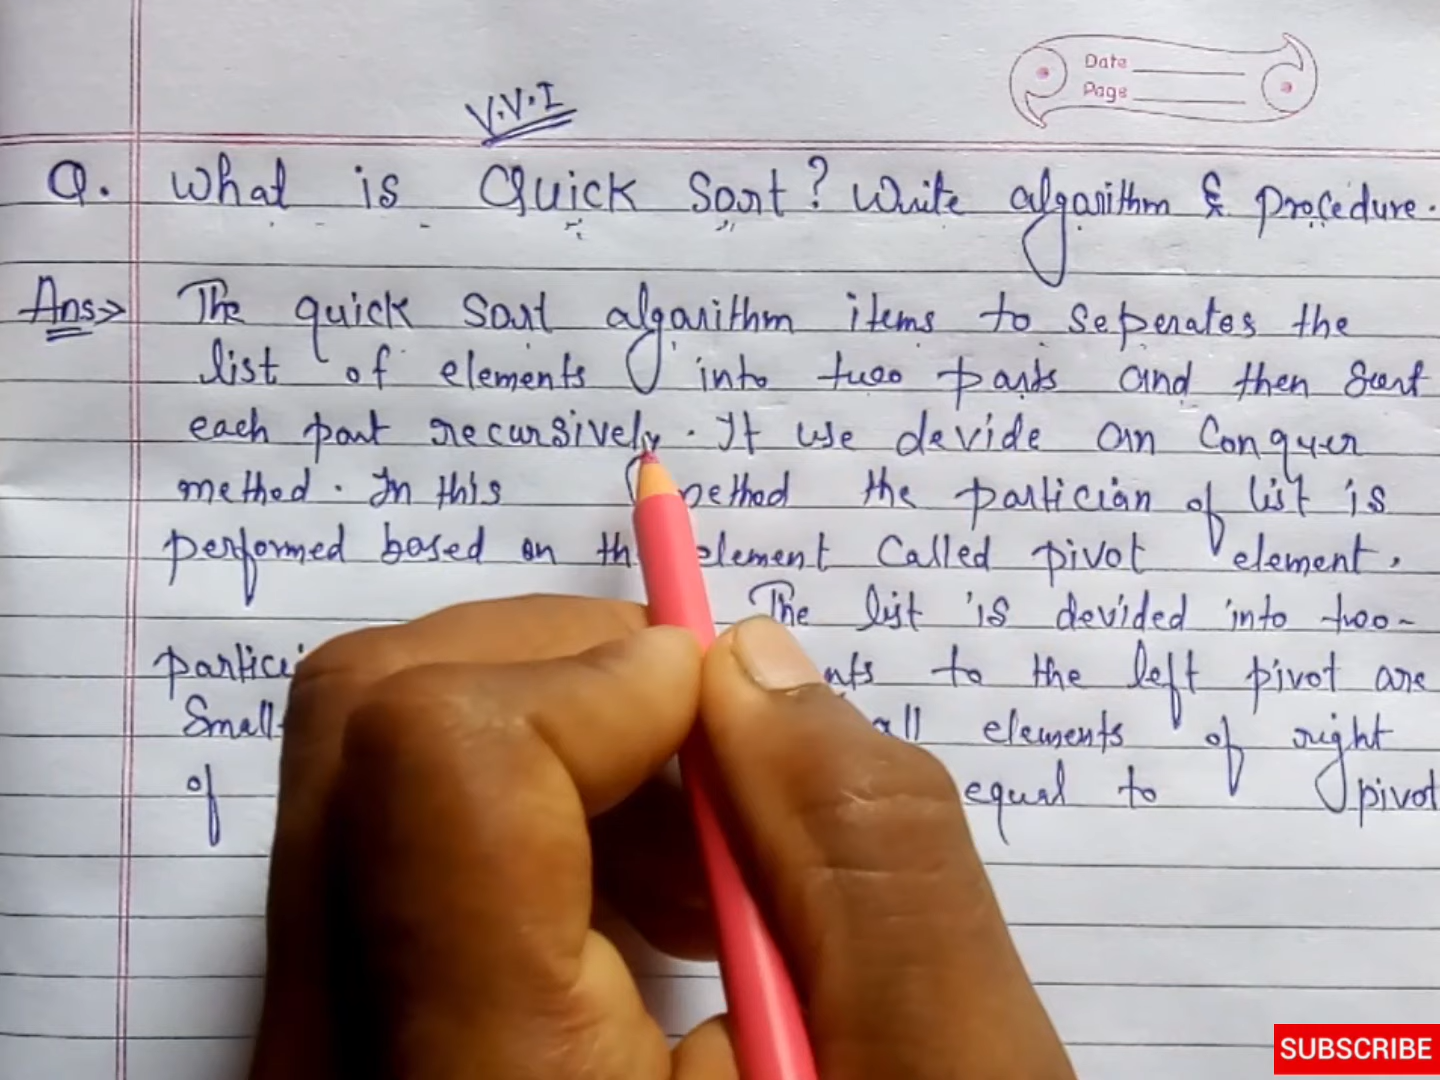 Date
Page
V.V.I
Q. What is Quick Sort? Write algorithm & procedure.
Ans> The quick sort algorithm items to seperates the
list of elements into two parts and then sort
each part recursively. It use devide an Conquer
method. In this method the partician of list is
performed based on th element called pivot element.
The list is devided into two-
to the left pivot are
all elements of right
of equal to pivot
SUBSCRIBE